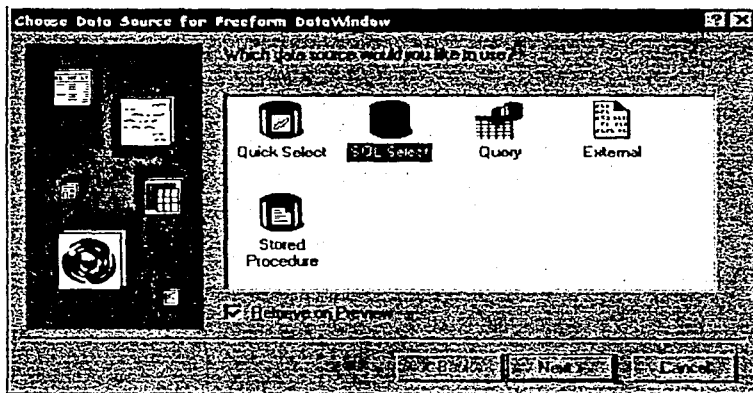 Choose Data Source for Freeform DataWindow
Which data source would you like to use?
Quick Select
SQL Select
Query
External
Stored
Procedure
Retrieve on Preview
< Back
Next >
Cancel